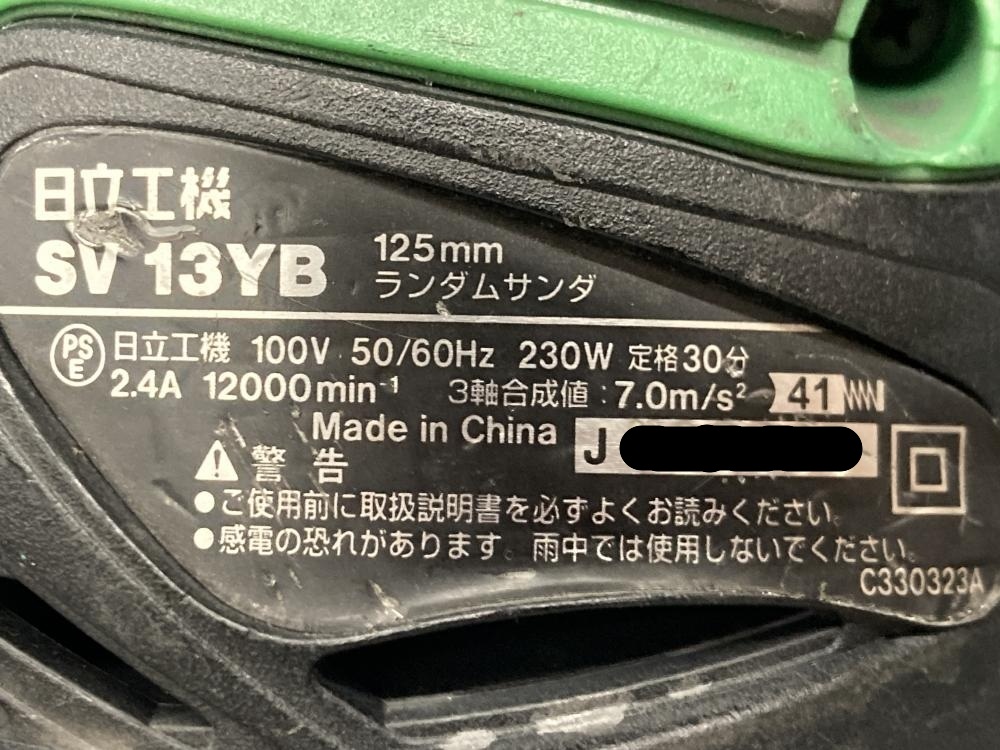 日立工機
SV 13YB 125mm
ランダムサンダ
PS E 日立工機 100V 50/60Hz 230W 定格30分
2.4A 12000min⁻¹ 3軸合成値:7.0m/s² 41
Made in China J
警告
●ご使用前に取扱説明書を必ずよくお読みください。
●感電の恐れがあります。雨中では使用しないでください。
C330323A